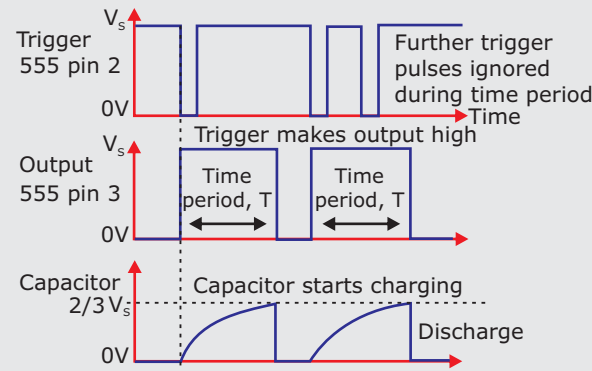 Vs
Trigger
555 pin 2
0V
Further trigger
pulses ignored
during time period
Time
Trigger makes output high
Vs
Output
555 pin 3
0V
Time
period, T
Time
period, T
Capacitor
2/3 Vs
0V
Capacitor starts charging
Discharge